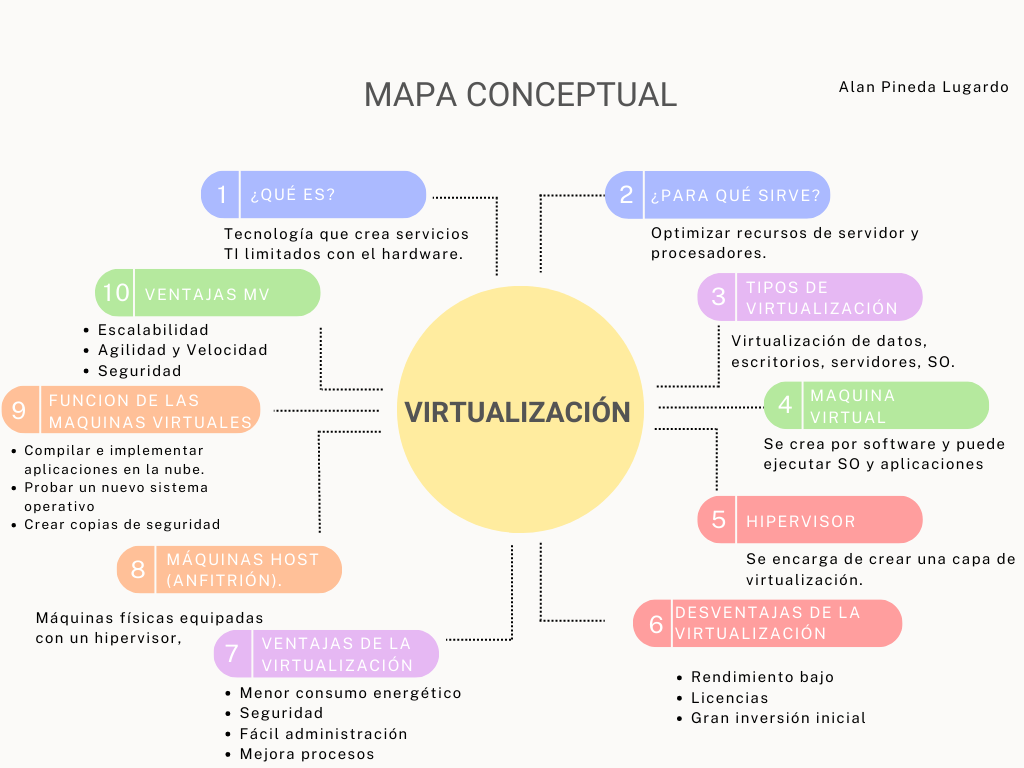 MAPA CONCEPTUAL
Alan Pineda Lugardo
1 ¿QUÉ ES?
Tecnología que crea servicios
TI limitados con el hardware.
2 ¿PARA QUÉ SIRVE?
Optimizar recursos de servidor y
procesadores.
3 TIPOS DE
VIRTUALIZACIÓN
Virtualización de datos,
escritorios, servidores, SO.
4 MAQUINA
VIRTUAL
Se crea por software y puede
ejecutar SO y aplicaciones
5 HIPERVISOR
Se encarga de crear una capa de
virtualización.
6 DESVENTAJAS DE LA
VIRTUALIZACIÓN
• Rendimiento bajo
• Licencias
• Gran inversión inicial
7 VENTAJAS DE LA
VIRTUALIZACIÓN
• Menor consumo energético
• Seguridad
• Fácil administración
• Mejora procesos
8 MÁQUINAS HOST
(ANFITRIÓN).
Máquinas físicas equipadas
con un hipervisor,
9 FUNCION DE LAS
MAQUINAS VIRTUALES
• Compilar e implementar
aplicaciones en la nube.
• Probar un nuevo sistema
operativo
• Crear copias de seguridad
10 VENTAJAS MV
• Escalabilidad
• Agilidad y Velocidad
• Seguridad
VIRTUALIZACIÓN